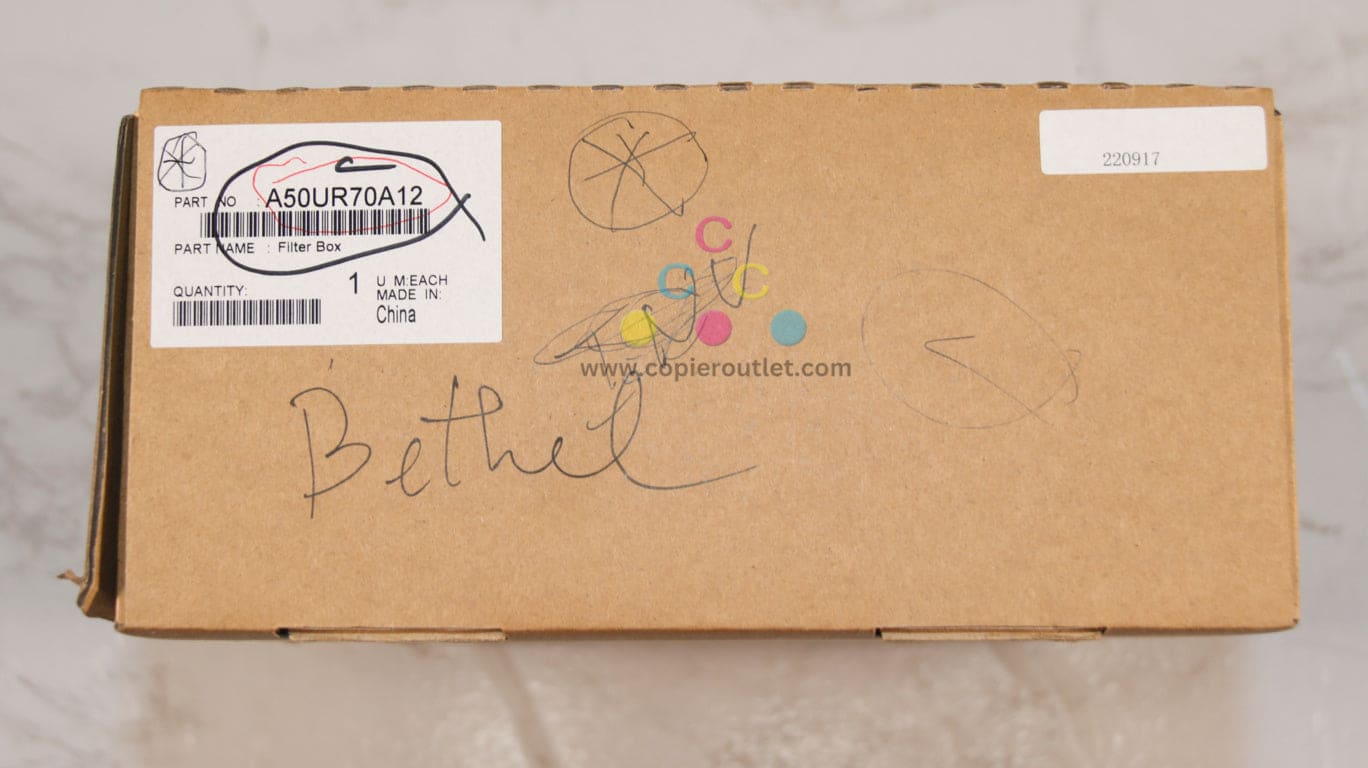 PART NO : A50UR70A12
PART NAME : Filter Box
QUANTITY: 1 U M:EACH
MADE IN:
China
220917
C
C C
www.copieroutlet.com
Bethel